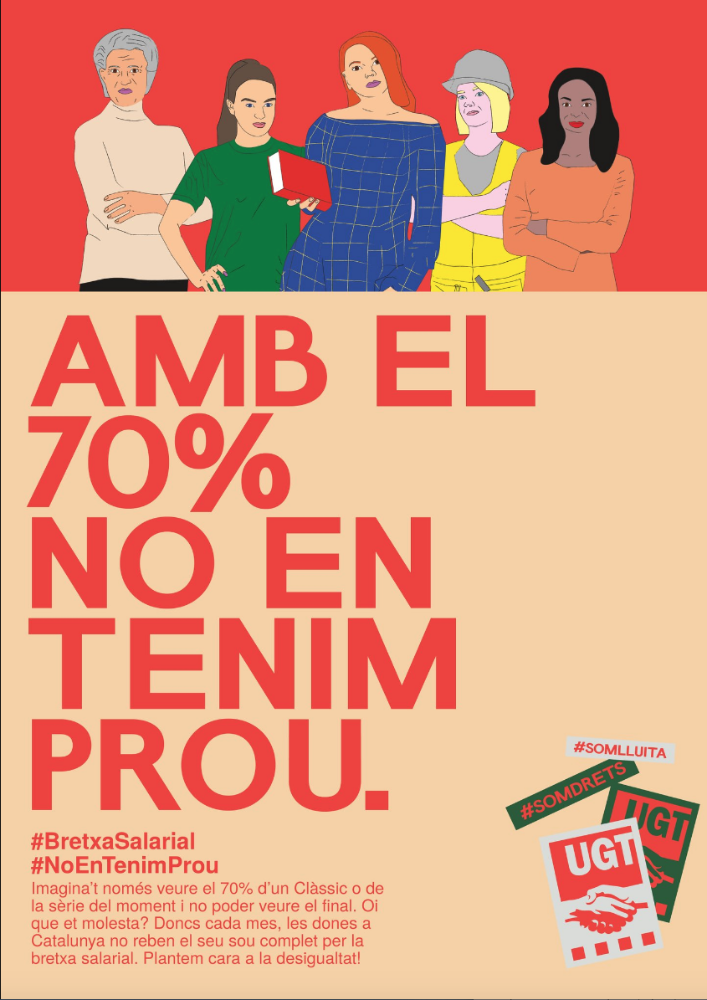 AMB EL
70%
NO EN
TENIM
PROU.
#BretxaSalarial
#NoEnTenimProu
Imagina't només veure el 70% d'un Clàssic o de
la sèrie del moment i no poder veure el final. Oi
que et molesta? Doncs cada mes, les dones a
Catalunya no reben el seu sou complet per la
bretxa salarial. Plantem cara a la desigualtat!
#SOMLLUITA
#SOMDRETS
UGT
UGT